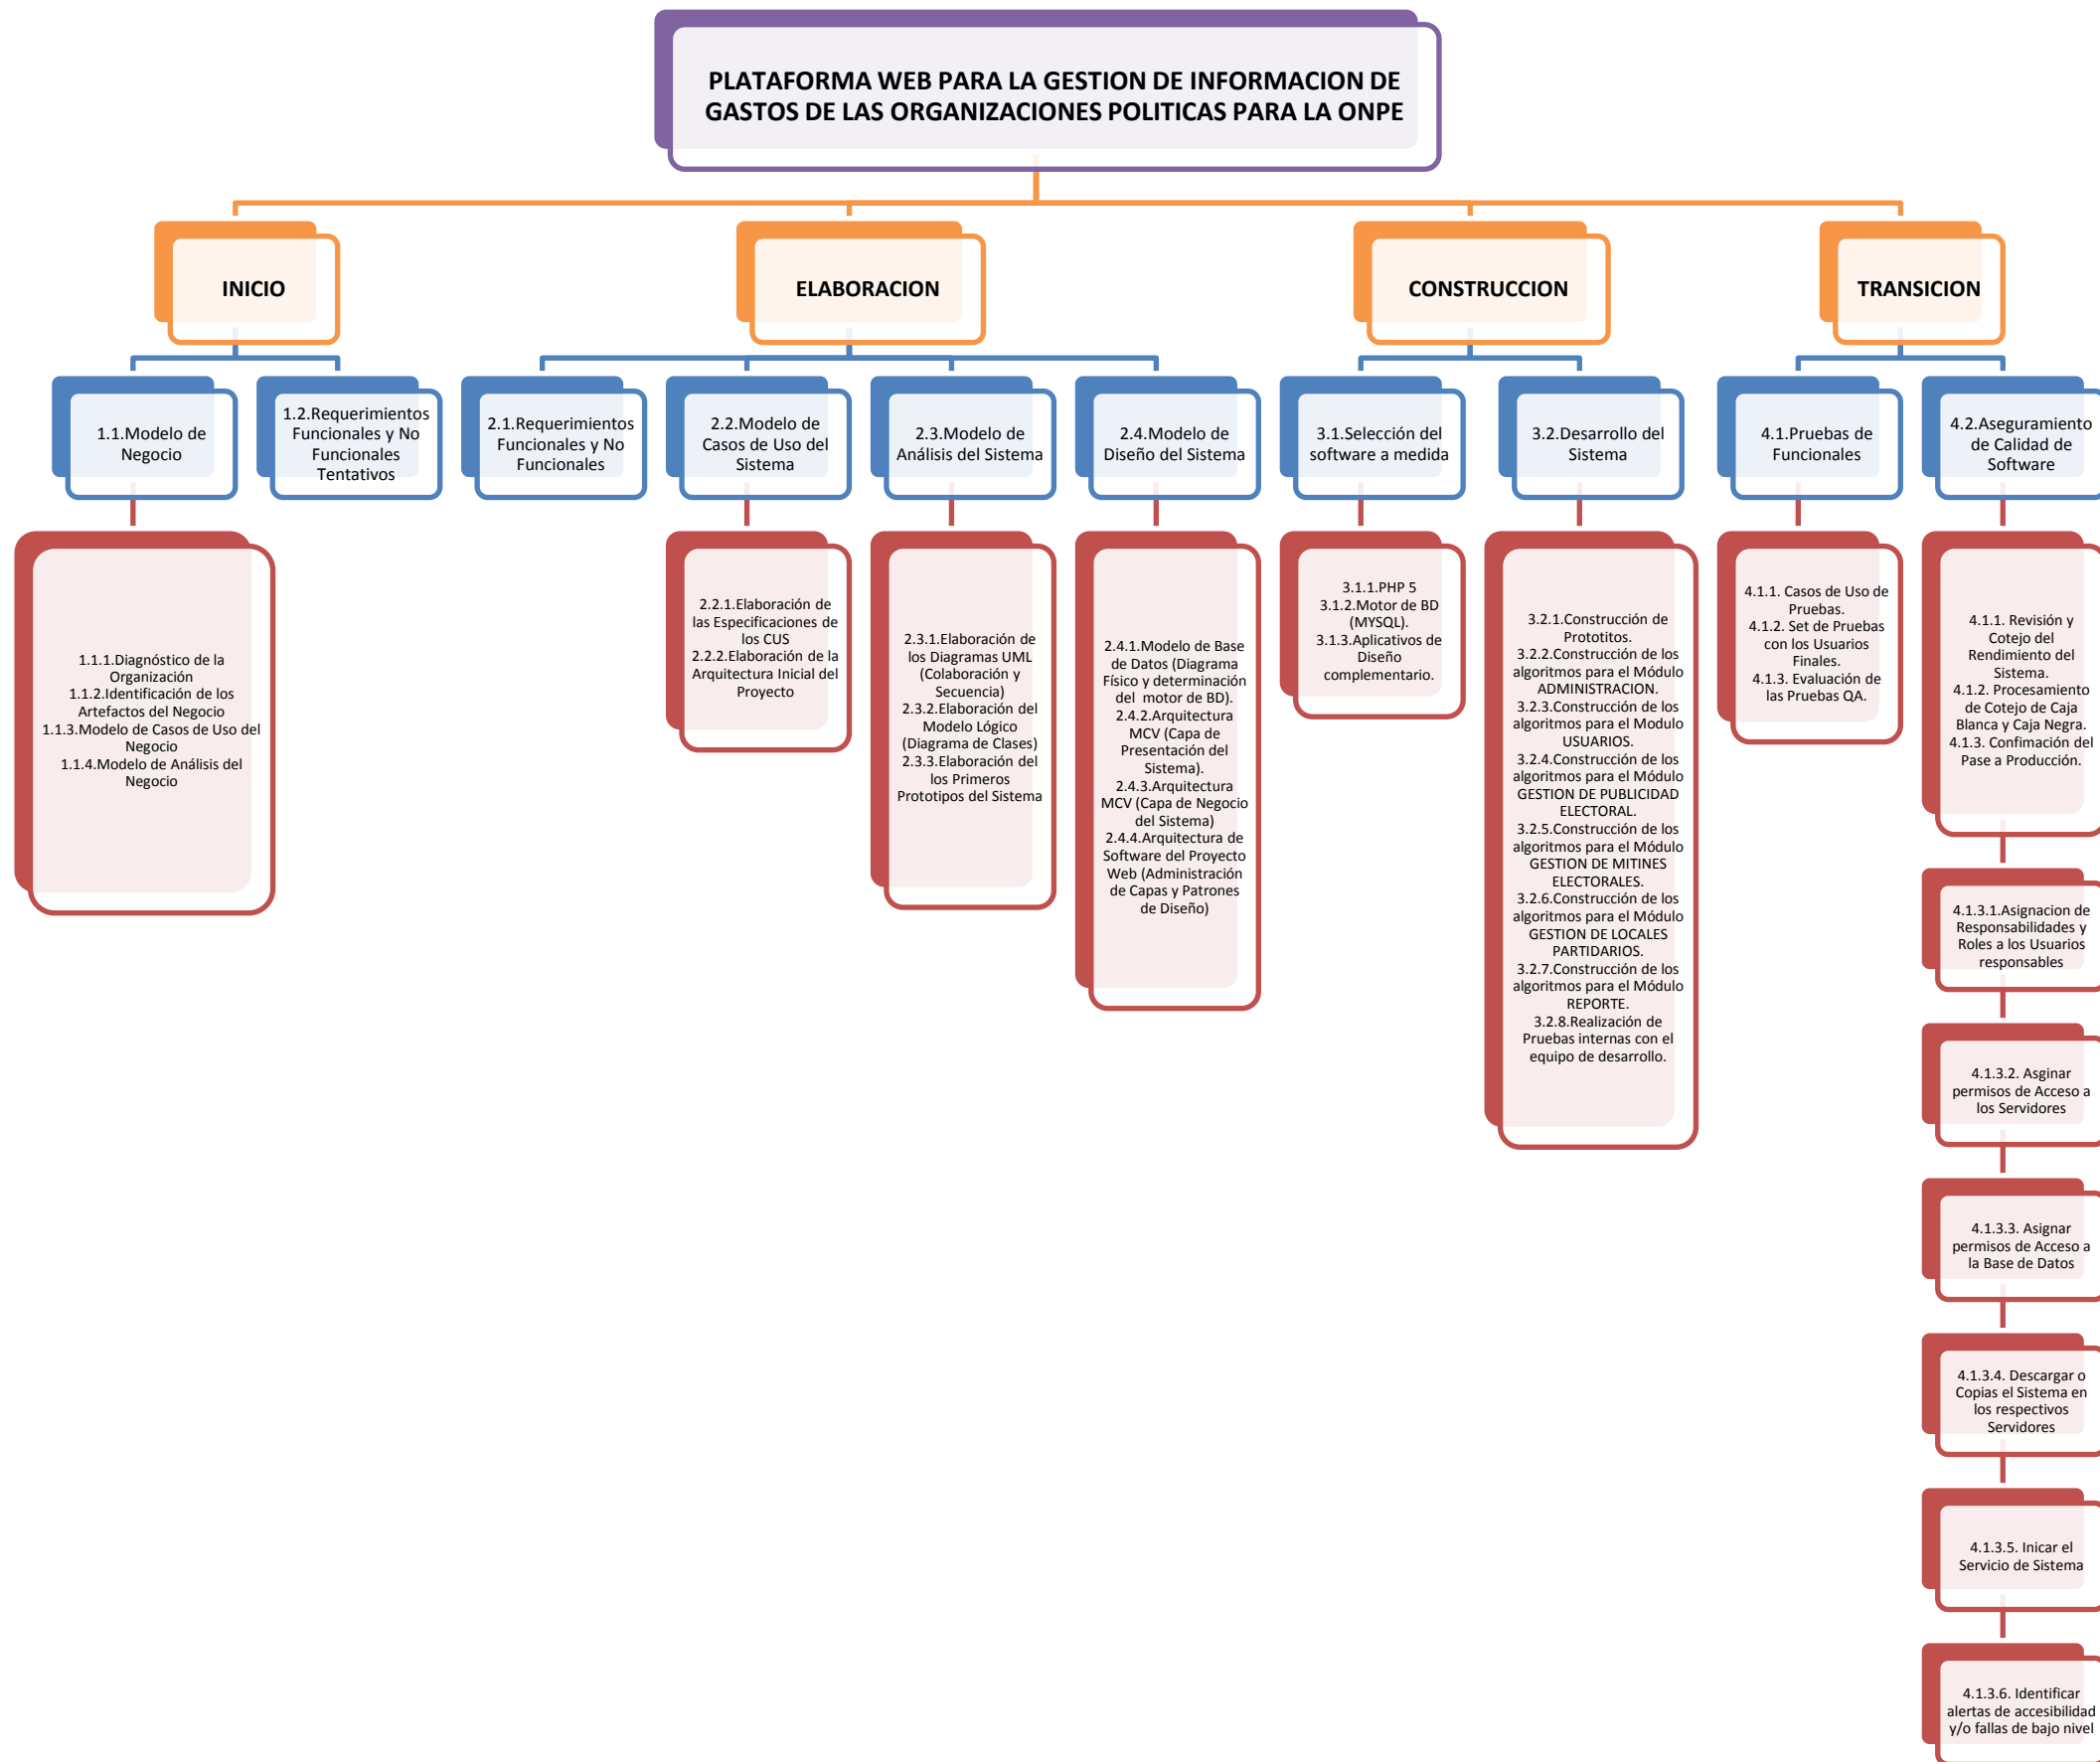 PLATAFORMA WEB PARA LA GESTION DE INFORMACION DE
GASTOS DE LAS ORGANIZACIONES POLITICAS PARA LA ONPE
INICIO
ELABORACION
CONSTRUCCION
TRANSICION
1.1.Modelo de
Negocio
1.2.Requerimientos
Funcionales y No
Funcionales
Tentativos
2.1.Requerimientos
Funcionales y No
Funcionales
2.2.Modelo de
Casos de Uso del
Sistema
2.3.Modelo de
Análisis del Sistema
2.4.Modelo de
Diseño del Sistema
3.1.Selección del
software a medida
3.2.Desarrollo del
Sistema
4.1.Pruebas de
Funcionales
4.2.Aseguramiento
de Calidad de
Software
1.1.1.Diagnóstico de la
Organización
1.1.2.Identificación de los
Artefactos del Negocio
1.1.3.Modelo de Casos de Uso del
Negocio
1.1.4.Modelo de Análisis del
Negocio
2.2.1.Elaboración de
las Especificaciones de
los CUS
2.2.2.Elaboración de la
Arquitectura Inicial del
Proyecto
2.3.1.Elaboración de
los Diagramas UML
(Colaboración y
Secuencia)
2.3.2.Elaboración del
Modelo Lógico
(Diagrama de Clases)
2.3.3.Elaboración del
los Primeros
Prototipos del Sistema
2.4.1.Modelo de Base
de Datos (Diagrama
Físico y determinación
del motor de BD).
2.4.2.Arquitectura
MCV (Capa de
Presentación del
Sistema).
2.4.3.Arquitectura
MCV (Capa de Negocio
del Sistema)
2.4.4.Arquitectura de
Software del Proyecto
Web (Administración
de Capas y Patrones
de Diseño)
3.1.1.PHP 5
3.1.2.Motor de BD
(MYSQL).
3.1.3.Aplicativos de
Diseño
complementario.
3.2.1.Construcción de
Prototitos.
3.2.2.Construcción de los
algoritmos para el Módulo
ADMINISTRACION.
3.2.3.Construcción de los
algoritmos para el Modulo
USUARIOS.
3.2.4.Construcción de los
algoritmos para el Módulo
GESTION DE PUBLICIDAD
ELECTORAL.
3.2.5.Construcción de los
algoritmos para el Módulo
GESTION DE MITINES
ELECTORALES.
3.2.6.Construcción de los
algoritmos para el Módulo
GESTION DE LOCALES
PARTIDARIOS.
3.2.7.Construcción de los
algoritmos para el Módulo
REPORTE.
3.2.8.Realización de
Pruebas internas con el
equipo de desarrollo.
4.1.1. Casos de Uso de
Pruebas.
4.1.2. Set de Pruebas
con los Usuarios
Finales.
4.1.3. Evaluación de
las Pruebas QA.
4.1.1. Revisión y
Cotejo del
Rendimiento del
Sistema.
4.1.2. Procesamiento
de Cotejo de Caja
Blanca y Caja Negra.
4.1.3. Confimación del
Pase a Producción.
4.1.3.1.Asignacion de
Responsabilidades y
Roles a los Usuarios
responsables
4.1.3.2. Asginar
permisos de Acceso a
los Servidores
4.1.3.3. Asignar
permisos de Acceso a
la Base de Datos
4.1.3.4. Descargar o
Copias el Sistema en
los respectivos
Servidores
4.1.3.5. Inicar el
Servicio de Sistema
4.1.3.6. Identificar
alertas de accesibilidad
y/o fallas de bajo nivel